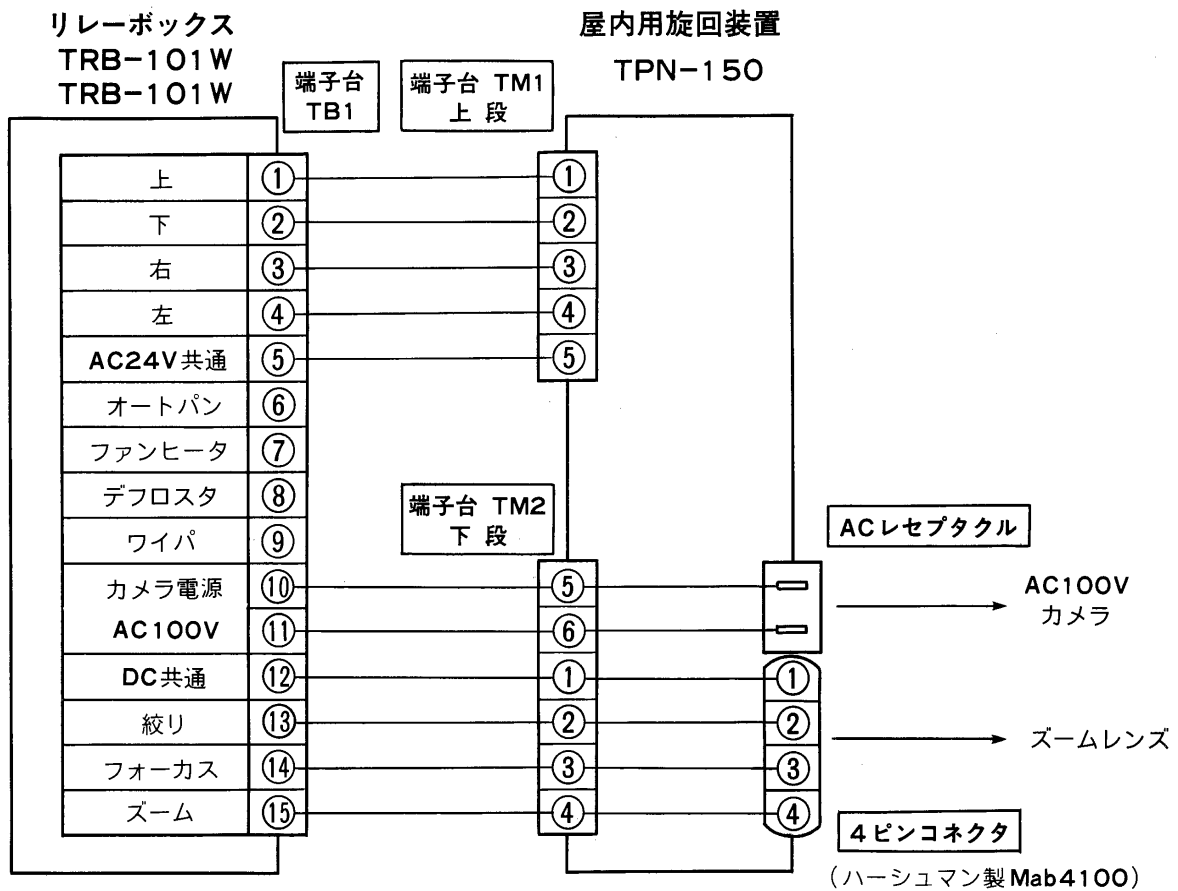 リレーボックス
TRB-101W
TRB-101W
屋内用旋回装置
TPN-150
端子台
TB1
端子台 TM1
上 段
上 ① ①
下 ② ②
右 ③ ③
左 ④ ④
AC24V共通 ⑤ ⑤
オートパン ⑥
ファンヒータ ⑦
デフロスタ ⑧
ワイパ ⑨
端子台 TM2
下 段
ACレセプタクル
カメラ電源 ⑩ ⑤
AC100V ⑪ ⑥
AC100V
カメラ
DC共通 ⑫ ① ①
絞り ⑬ ② ②
フォーカス ⑭ ③ ③
ズーム ⑮ ④ ④
ズームレンズ
4ピンコネクタ
(ハーシュマン製Mab4100)